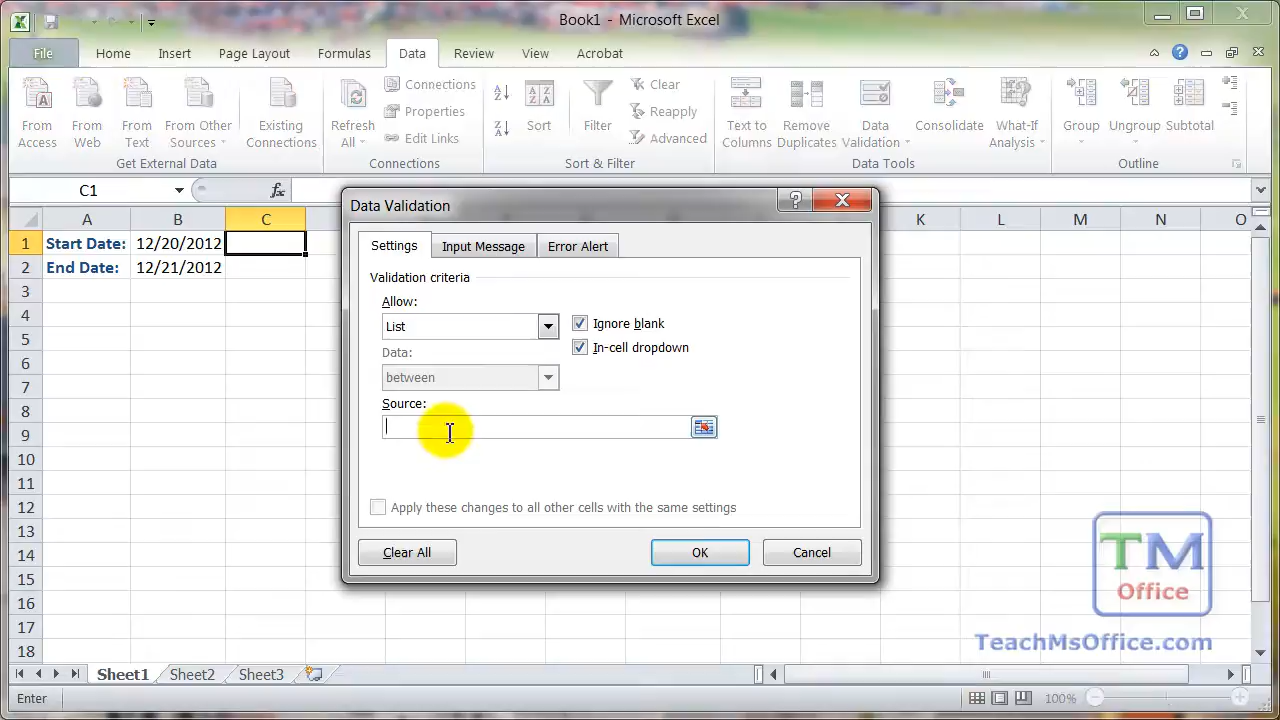 Book1 - Microsoft Excel
File Home Insert Page Layout Formulas Data Review View Acrobat
From Access
From Web
From Text
From Other Sources
Existing Connections
Get External Data
Refresh All
Connections
Properties
Edit Links
Connections
Sort
Filter
Clear
Reapply
Advanced
Sort & Filter
Text to Columns
Remove Duplicates
Data Validation
Consolidate
What-If Analysis
Data Tools
Group
Ungroup
Subtotal
Outline
C1 fx
A B C K L M N O
1 Start Date: 12/20/2012
2 End Date: 12/21/2012
3
4
5
6
7
8
9
10
11
12
13
14
15
16
17
18
Data Validation
Settings Input Message Error Alert
Validation criteria
Allow:
List
Ignore blank
In-cell dropdown
Data:
between
Source:
Apply these changes to all other cells with the same settings
Clear All OK Cancel
TM
Office
TeachMsOffice.com
Sheet1 Sheet2 Sheet3
Enter 100%